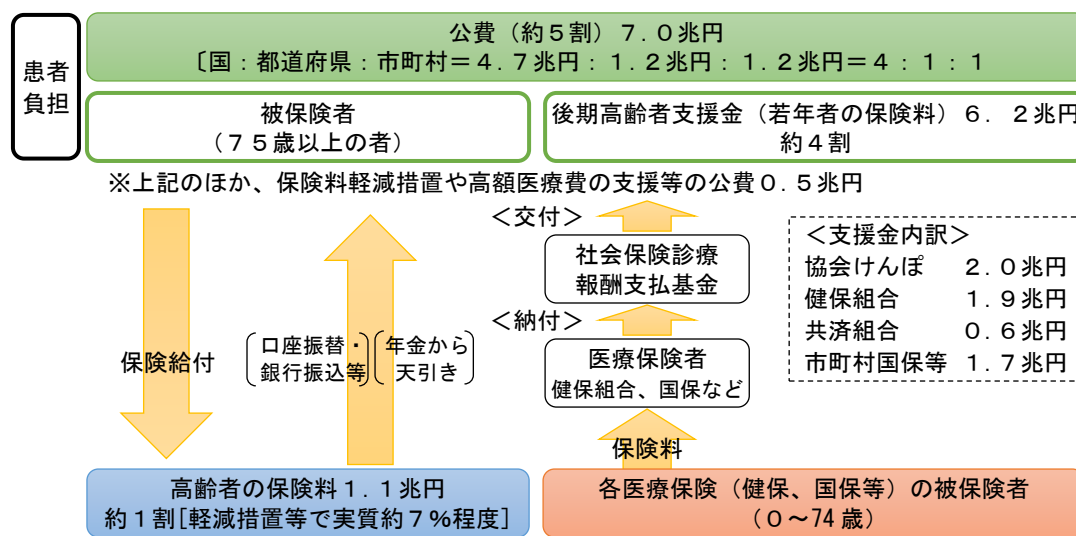 患者
負担
公費（約５割）７.０兆円
〔国：都道府県：市町村＝４.７兆円：１.２兆円：１.２兆円＝４：１：１
被保険者
（７５歳以上の者）
後期高齢者支援金（若年者の保険料）６. ２兆円
約４割
※上記のほか、保険料軽減措置や高額医療費の支援等の公費０.５兆円
＜交付＞
社会保険診療
報酬支払基金
＜納付＞
医療保険者
健保組合、国保など
＜支援金内訳＞
協会けんぽ　２.０兆円
健保組合　１.９兆円
共済組合　０.６兆円
市町村国保等　１.７兆円
保険給付
口座振替・
銀行振込等
年金から
天引き
保険料
高齢者の保険料１.１兆円
約１割[軽減措置等で実質約７％程度]
各医療保険（健保、国保等）の被保険者
（０～74歳）